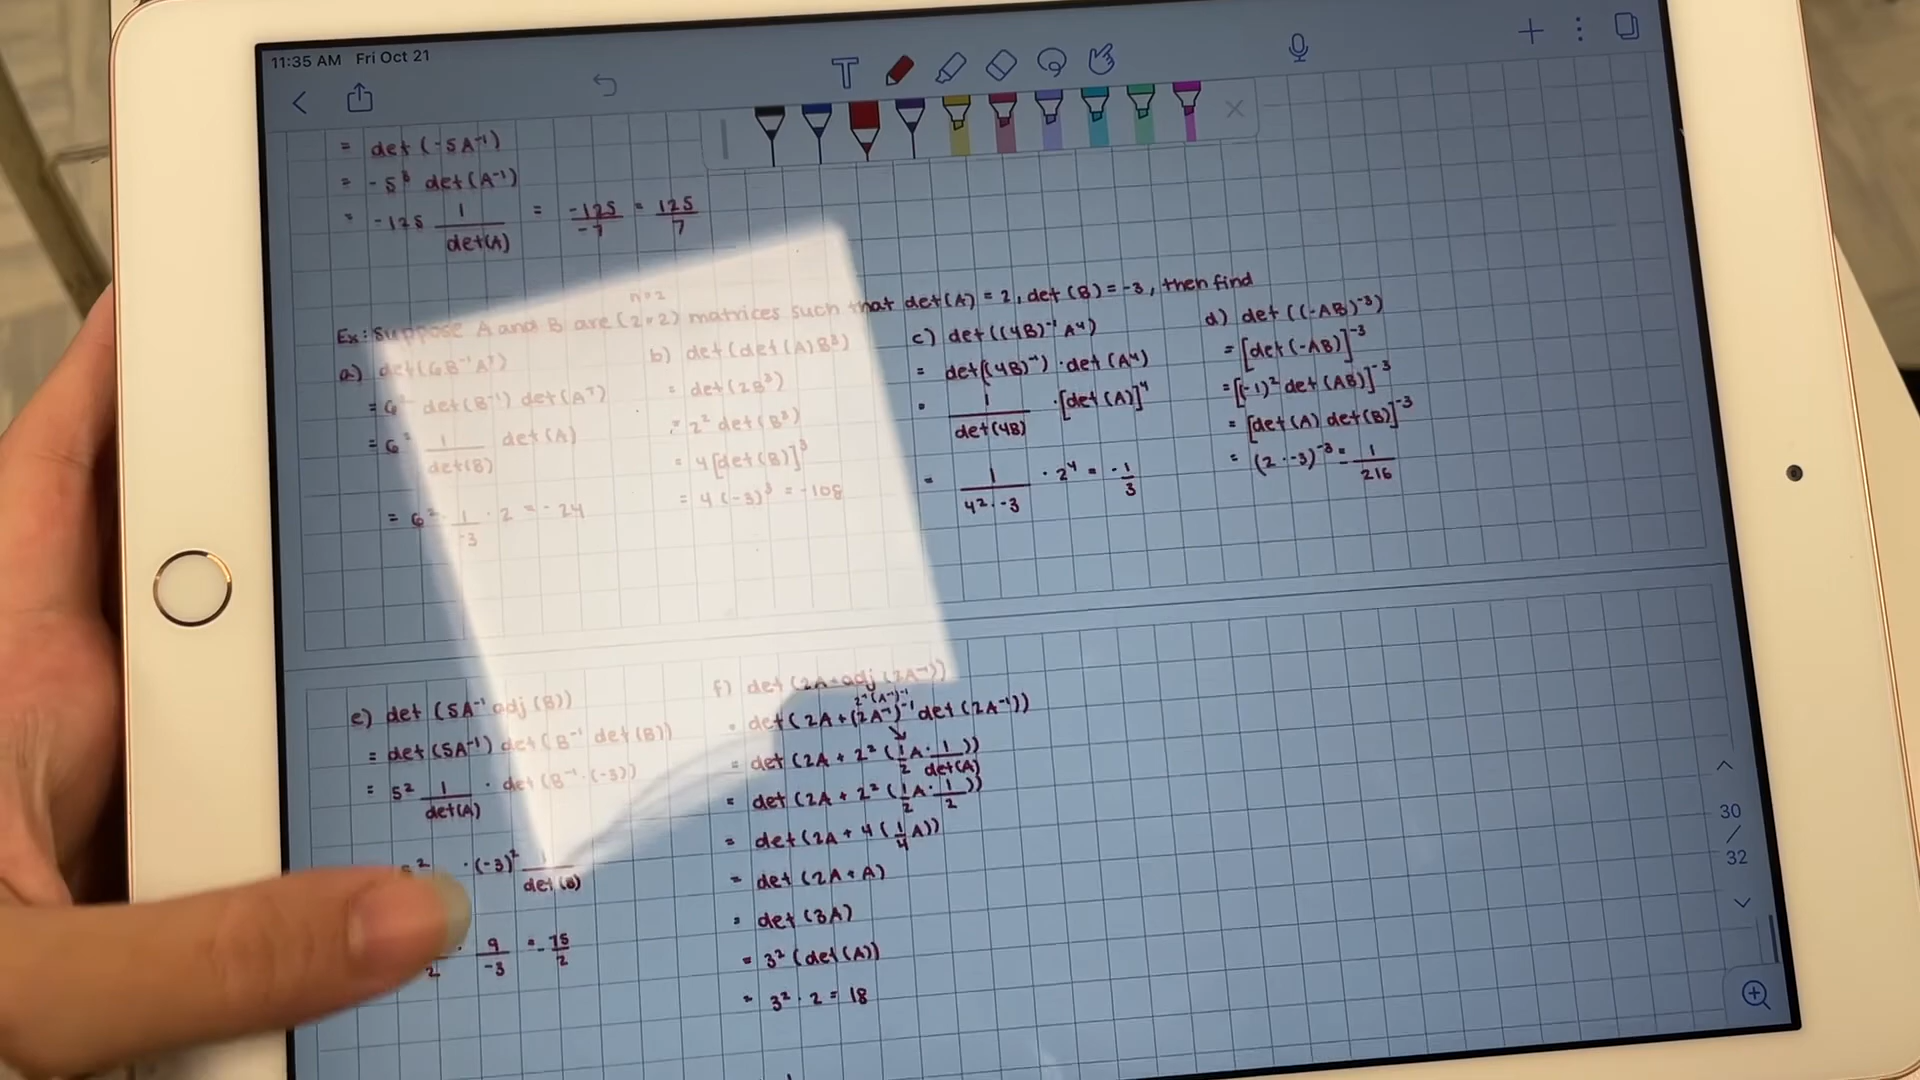 11:35 AM Fri Oct 21
= det (-5A⁻¹)
= -5³ det(A⁻¹)
= -125 1/det(A) = -125/-7 = 125/7
n=2
Ex: Suppose A and B are (2×2) matrices such that det(A) = 2, det(B) = -3, then find
a) det(6B⁻¹Aᵀ)
= 6² det(B⁻¹) det(Aᵀ)
= 6² 1/det(B) det(A)
= 6² · 1/-3 · 2 = -24
b) det(det(A)B³)
= det(2B³)
= 2² det(B³)
= 4[det(B)]³
= 4(-3)³ = -108
c) det((4B)⁻¹A⁴)
= det((4B)⁻¹) · det(A⁴)
= 1/det(4B) · [det(A)]⁴
= 1/4²·-3 · 2⁴ = -1/3
d) det((-AB)⁻³)
= [det(-AB)]⁻³
= [(-1)² det(AB)]⁻³
= [det(A) det(B)]⁻³
= (2·-3)⁻³ = 1/216
e) det(5A⁻¹ adj(B))
= det(5A⁻¹) det(B⁻¹ det(B))
= 5² 1/det(A) · det(B⁻¹·(-3))
· (-3)² 1/det(B)
2 · 9/-3 = -75/2
f) det(2A+adj(2A⁻¹))
2⁻¹(A⁻¹)⁻¹
= det(2A+(2A⁻¹)⁻¹det(2A⁻¹))
= det(2A + 2²(1/2 A · 1/det(A)))
= det(2A + 2²(1/2 A · 1/2))
= det(2A + 4(1/4 A))
= det(2A+A)
= det(3A)
= 3²(det(A))
= 3² · 2 = 18
30
/
32